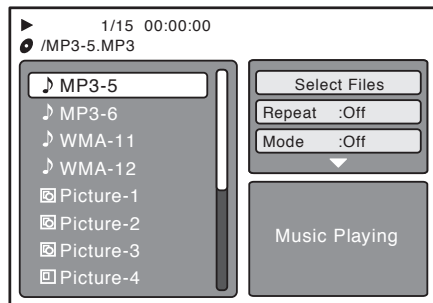 1/15 00:00:00
/MP3-5.MP3
MP3-5
MP3-6
WMA-11
WMA-12
Picture-1
Picture-2
Picture-3
Picture-4
Select Files
Repeat :Off
Mode :Off
Music Playing